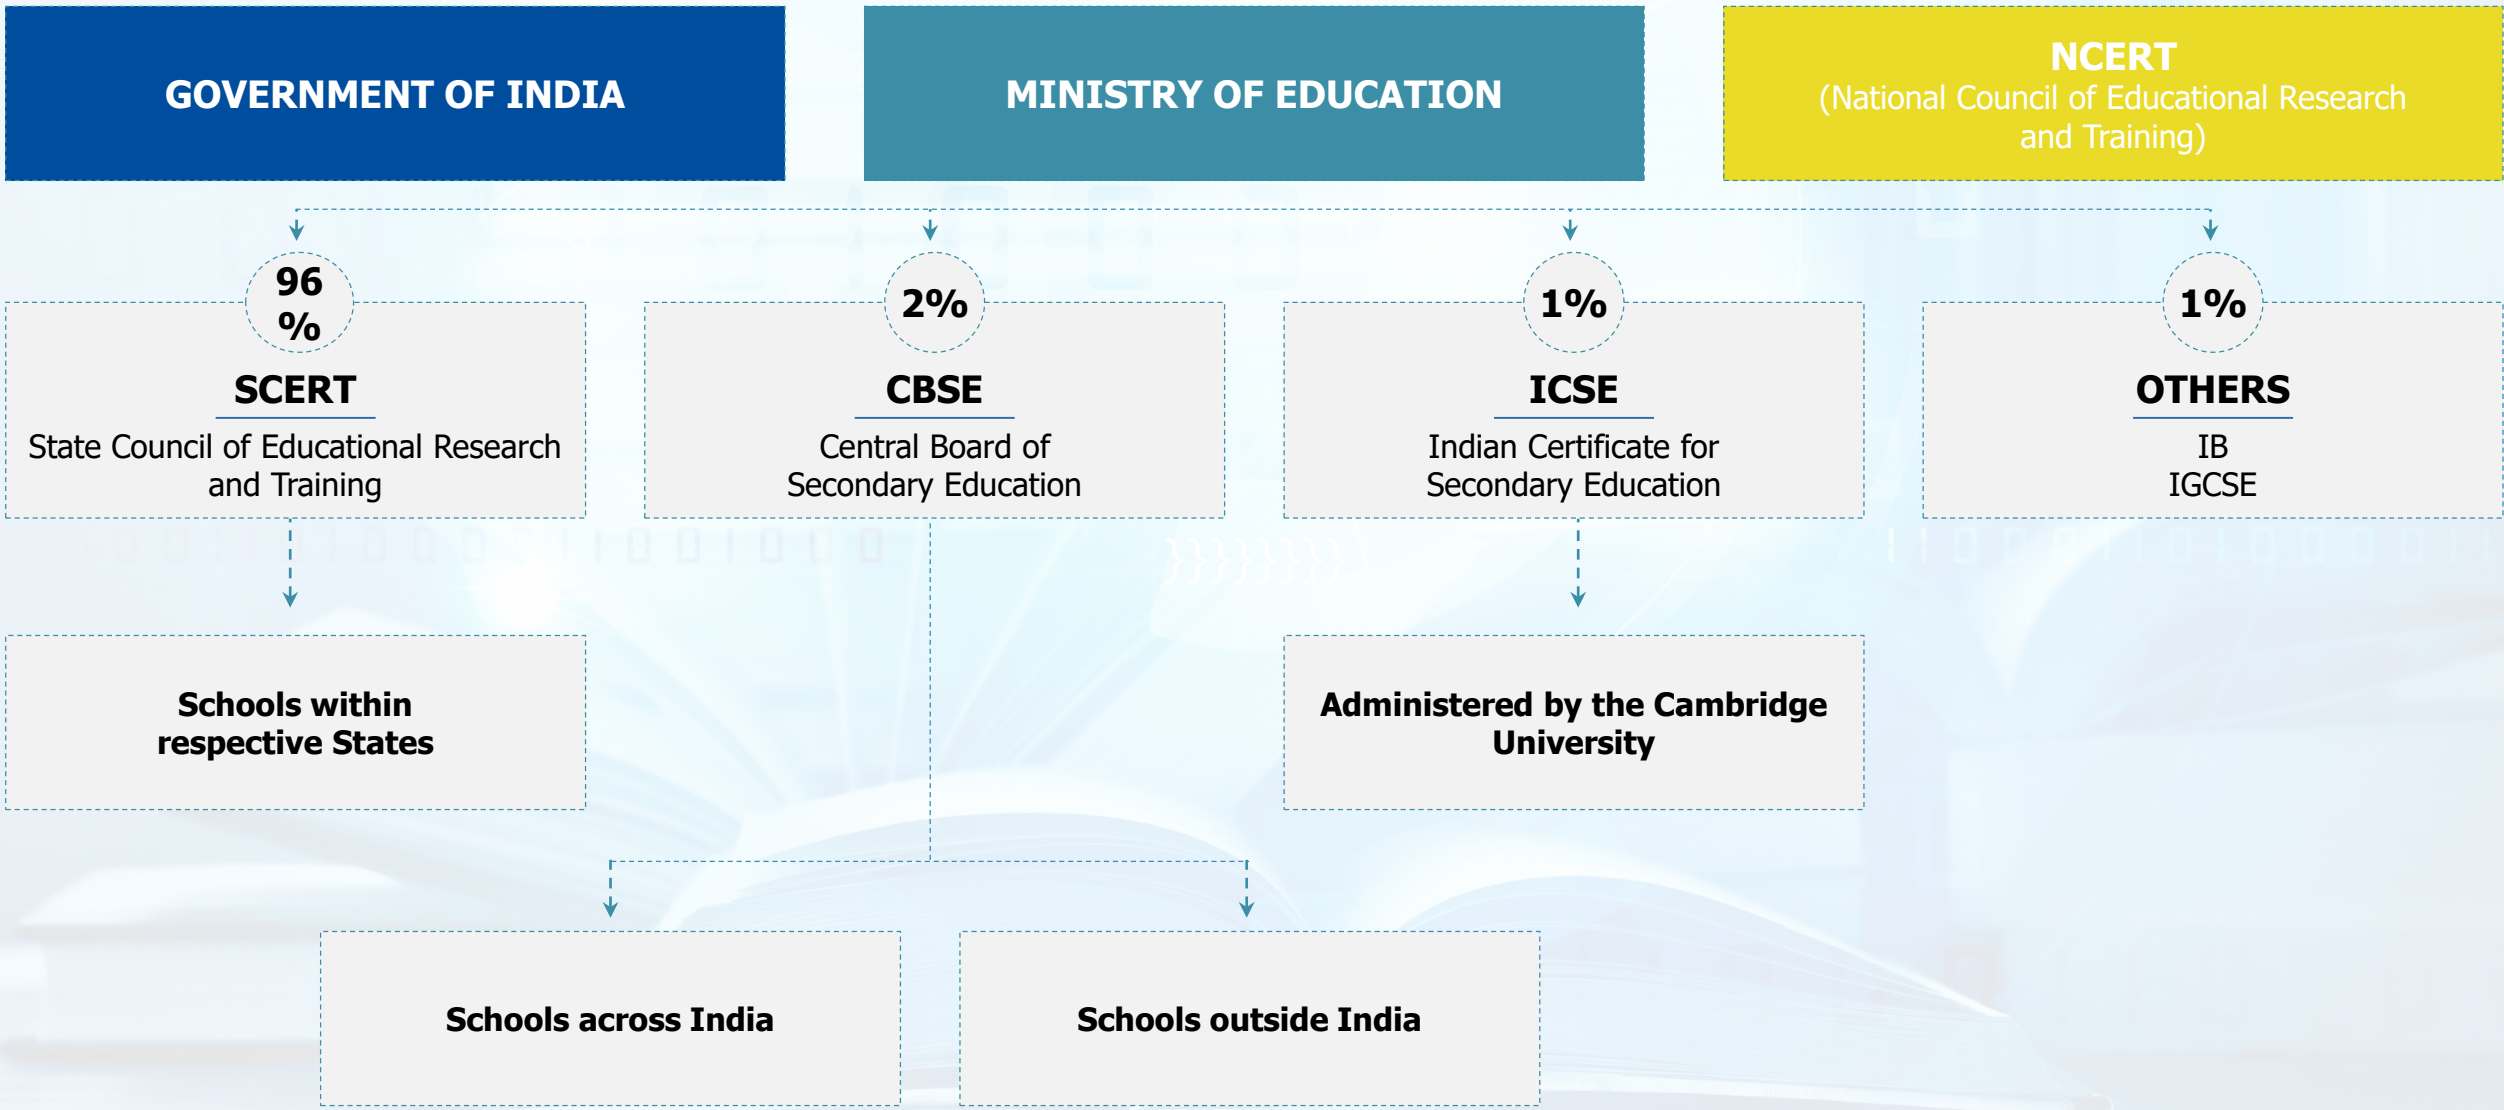 GOVERNMENT OF INDIA
MINISTRY OF EDUCATION
NCERT
(National Council of Educational Research
and Training)
96
%
SCERT
State Council of Educational Research
and Training
2%
CBSE
Central Board of
Secondary Education
1%
ICSE
Indian Certificate for
Secondary Education
1%
OTHERS
IB
IGCSE
Schools within
respective States
Administered by the Cambridge
University
Schools across India
Schools outside India